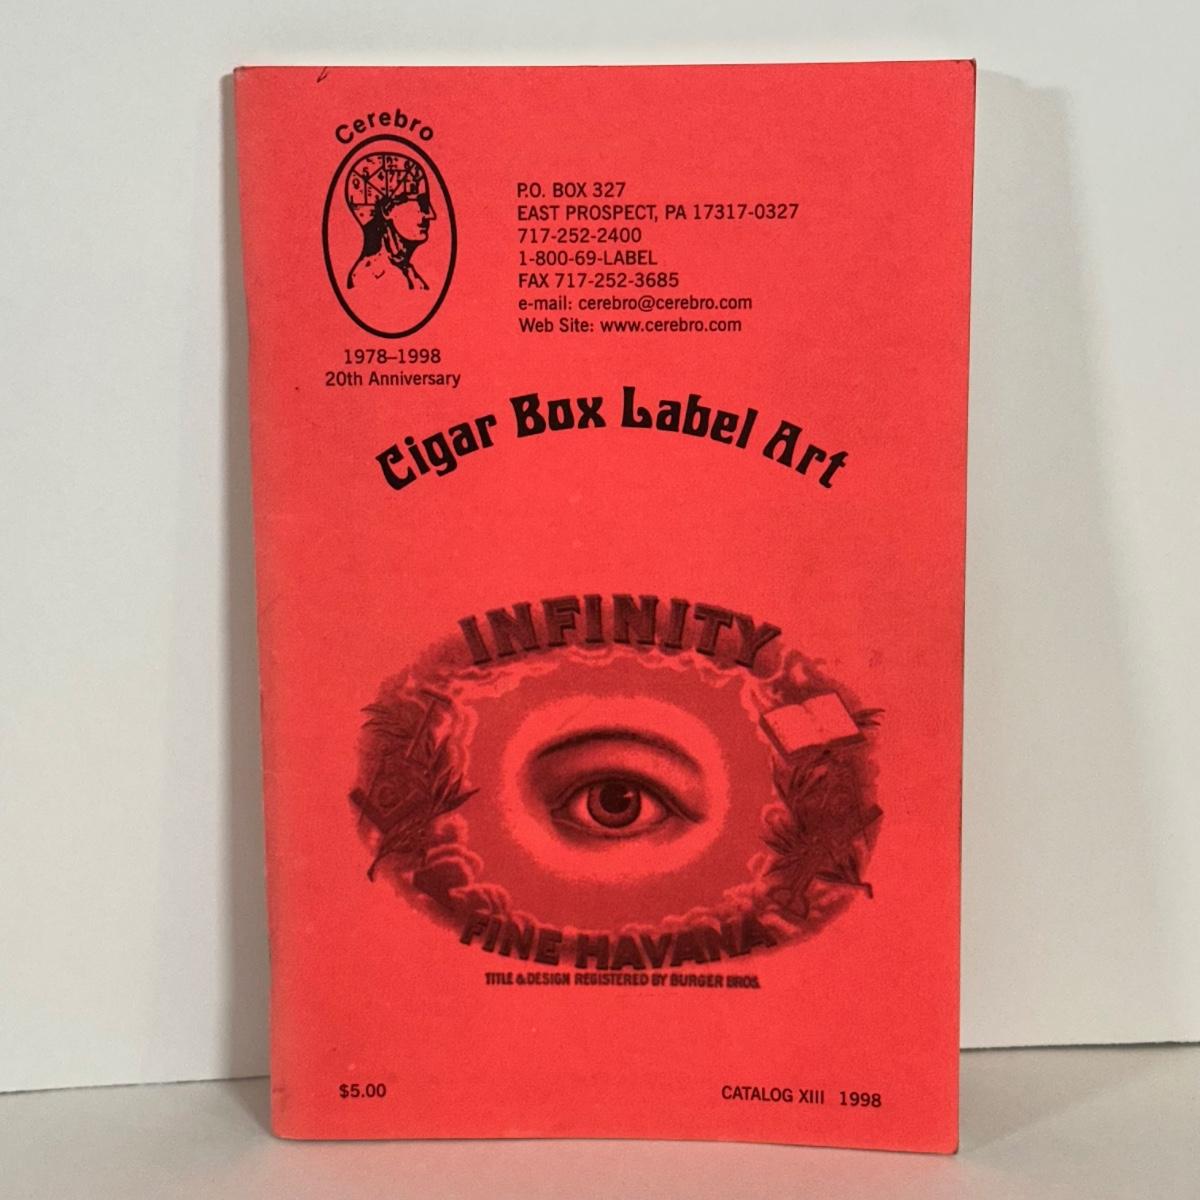 Cerebro
1978–1998
20th Anniversary
P.O. BOX 327
EAST PROSPECT, PA 17317-0327
717-252-2400
1-800-69-LABEL
FAX 717-252-3685
e-mail: cerebro@cerebro.com
Web Site: www.cerebro.com
Cigar Box Label Art
INFINITY
FINE HAVANA
TITLE & DESIGN REGISTERED BY BURGER BROS.
$5.00
CATALOG XIII 1998